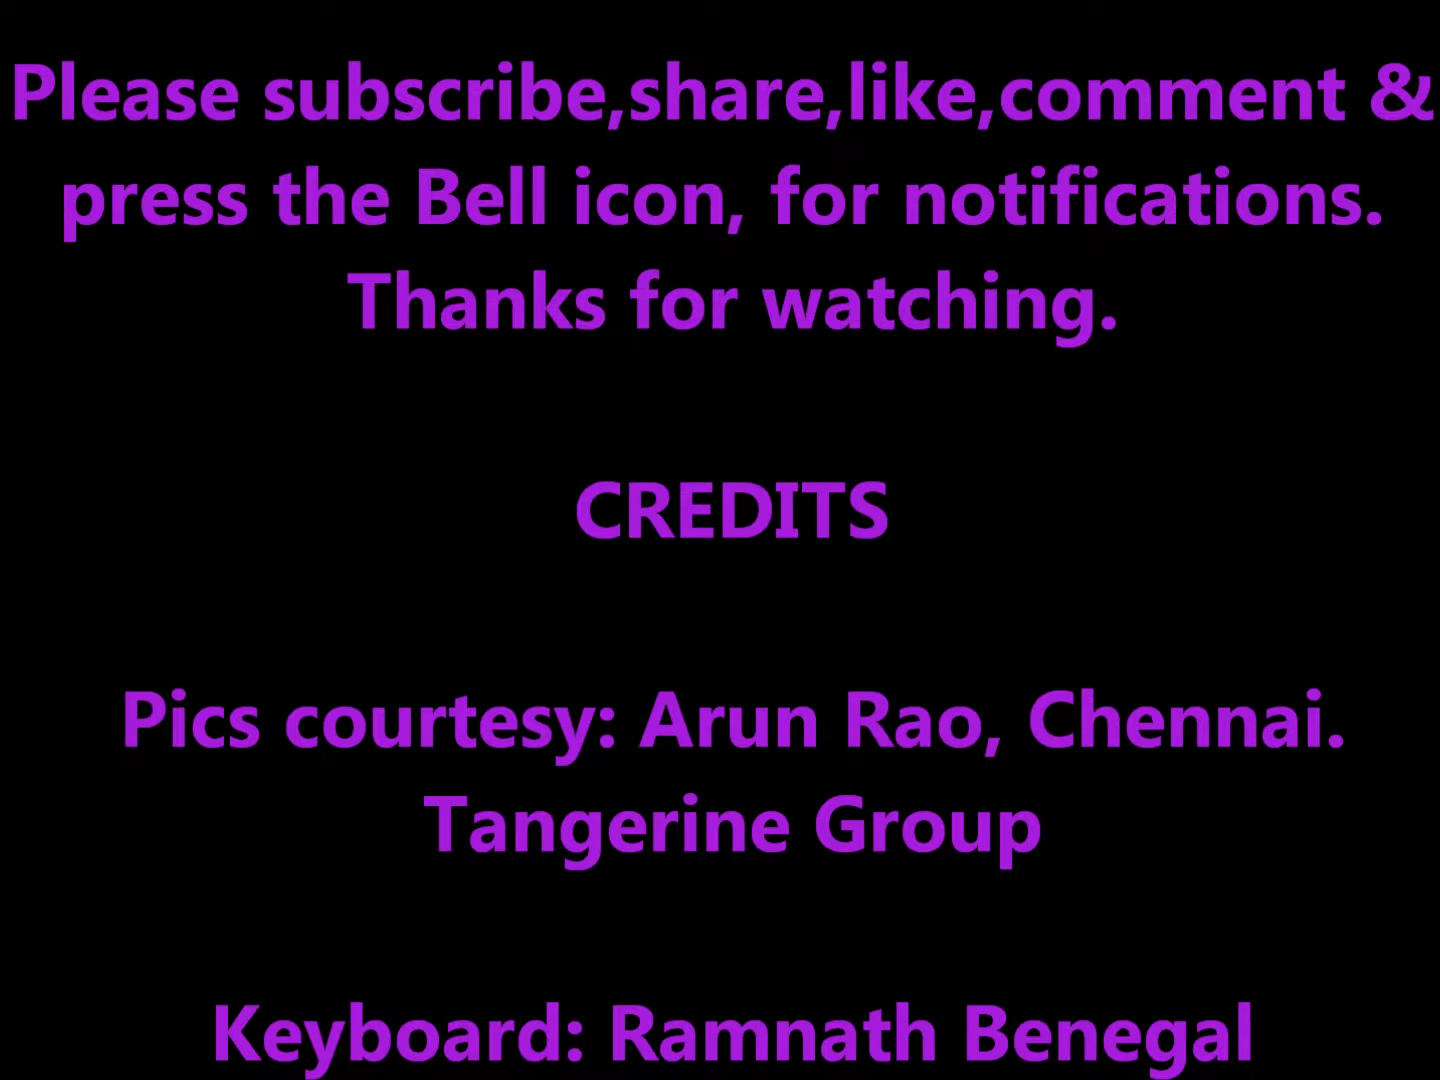 Please subscribe,share,like,comment &
press the Bell icon, for notifications.
Thanks for watching.
CREDITS
Pics courtesy: Arun Rao, Chennai.
Tangerine Group
Keyboard: Ramnath Benegal